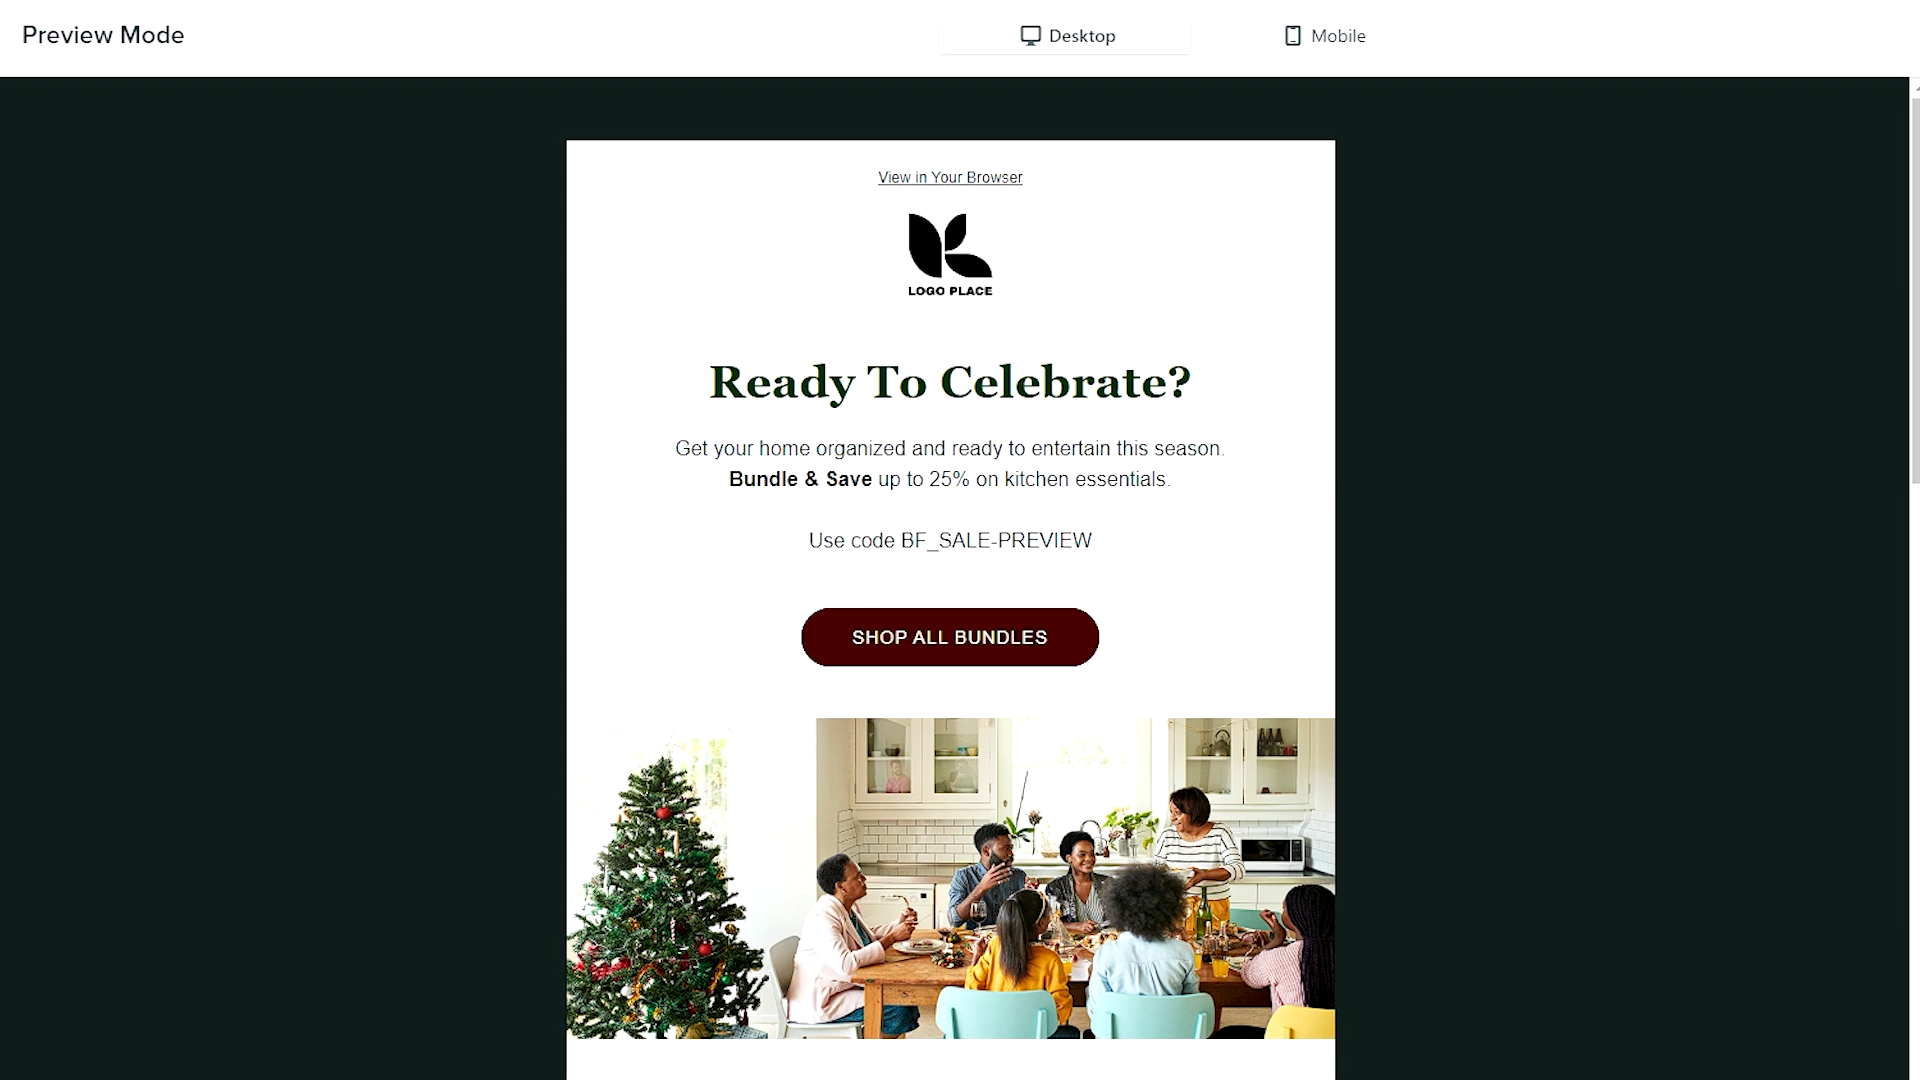 Preview Mode
Desktop
Mobile
View in Your Browser
LOGO PLACE
Ready To Celebrate?
Get your home organized and ready to entertain this season.
Bundle & Save up to 25% on kitchen essentials.
Use code BF_SALE-PREVIEW
SHOP ALL BUNDLES